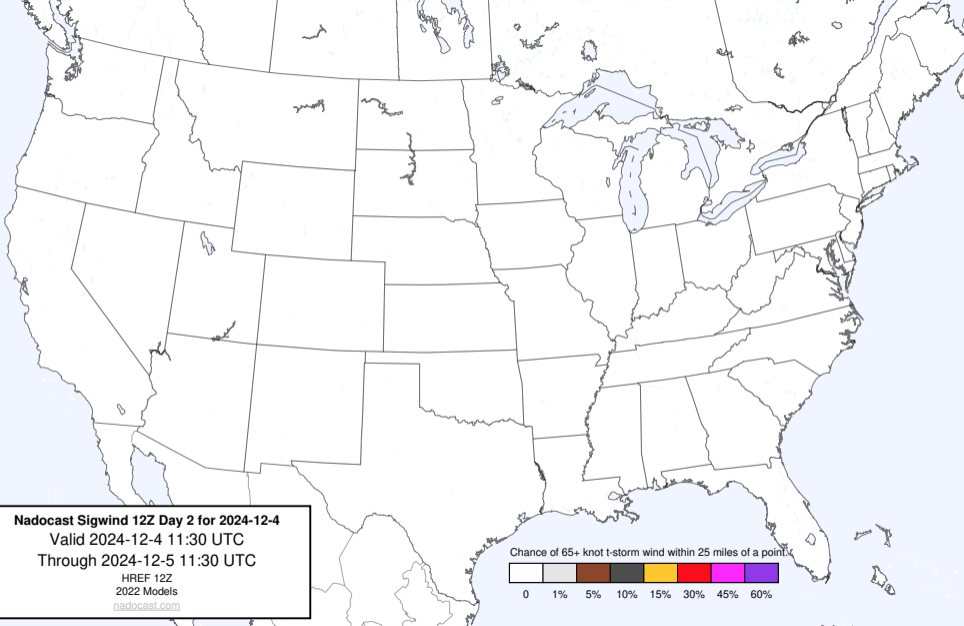 Nadocast Sigwind 12Z Day 2 for 2024-12-4
Valid 2024-12-4 11:30 UTC
Through 2024-12-5 11:30 UTC
HREF 12Z
2022 Models
nadocast.com
Chance of 65+ knot t-storm wind within 25 miles of a point.
0 1% 5% 10% 15% 30% 45% 60%